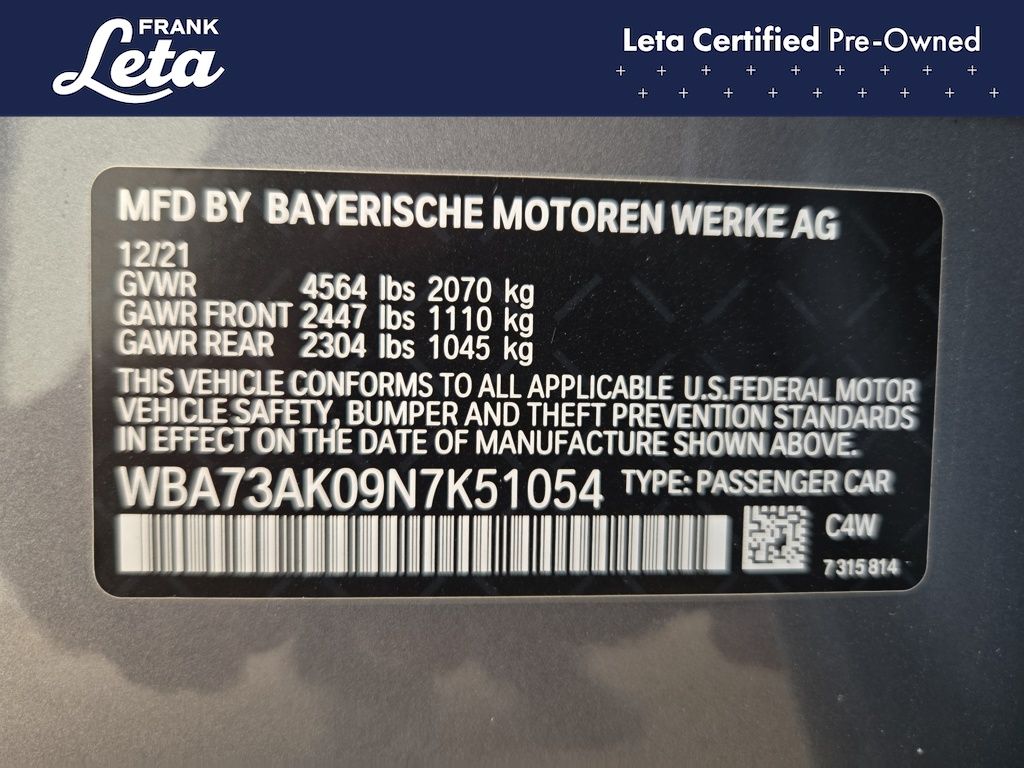 FRANK
Leta
Leta Certified Pre-Owned
MFD BY BAYERISCHE MOTOREN WERKE AG
12/21
GVWR 4564 lbs 2070 kg
GAWR FRONT 2447 lbs 1110 kg
GAWR REAR 2304 lbs 1045 kg
THIS VEHICLE CONFORMS TO ALL APPLICABLE U.S.FEDERAL MOTOR
VEHICLE SAFETY, BUMPER AND THEFT PREVENTION STANDARDS
IN EFFECT ON THE DATE OF MANUFACTURE SHOWN ABOVE.
WBA73AK09N7K51054 TYPE: PASSENGER CAR
C4W
7 315 814